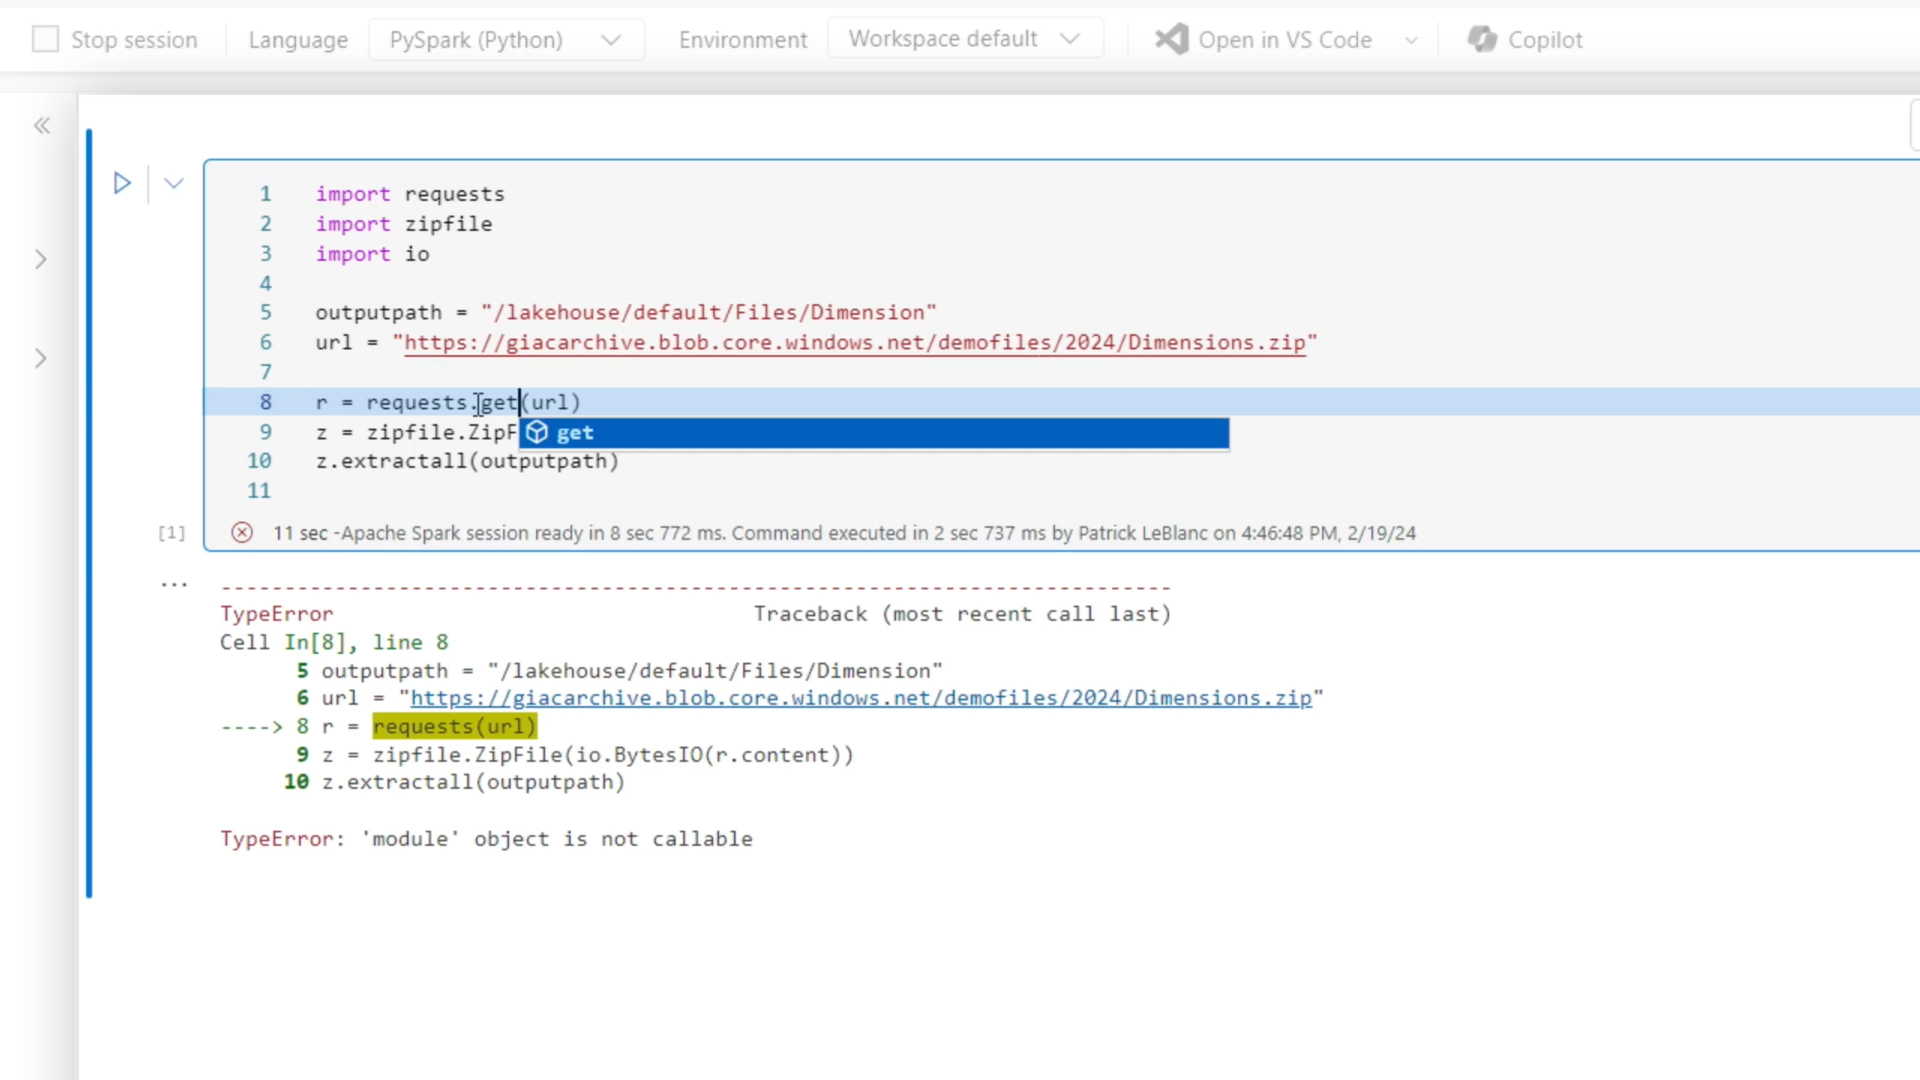 Stop session Language PySpark (Python) Environment Workspace default Open in VS Code Copilot
1 import requests
2 import zipfile
3 import io
4
5 outputpath = "/lakehouse/default/Files/Dimension"
6 url = "https://giacarchive.blob.core.windows.net/demofiles/2024/Dimensions.zip"
7
8 r = requests.get(url)
9 z = zipfile.ZipF
get
10 z.extractall(outputpath)
11
[1] 11 sec -Apache Spark session ready in 8 sec 772 ms. Command executed in 2 sec 737 ms by Patrick LeBlanc on 4:46:48 PM, 2/19/24
...
---------------------------------------------------------------------------
TypeError Traceback (most recent call last)
Cell In[8], line 8
5 outputpath = "/lakehouse/default/Files/Dimension"
6 url = "https://giacarchive.blob.core.windows.net/demofiles/2024/Dimensions.zip"
----> 8 r = requests(url)
9 z = zipfile.ZipFile(io.BytesIO(r.content))
10 z.extractall(outputpath)
TypeError: 'module' object is not callable